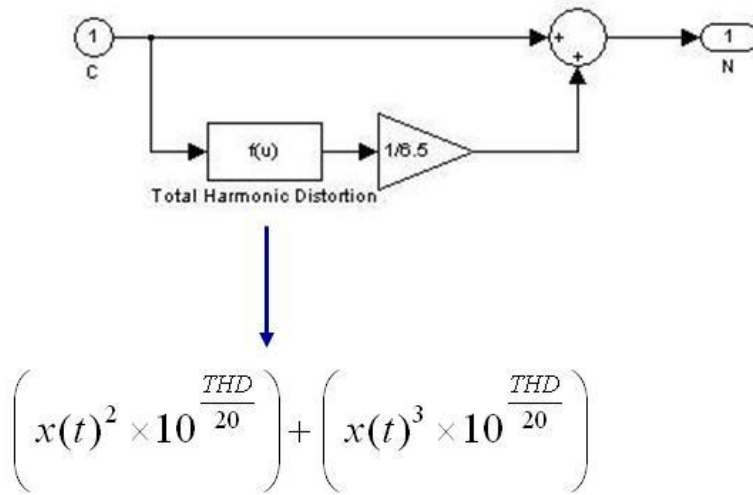 1
C
+
+
1
N
f(u)
1/6.5
Total Harmonic Distortion
(x(t)² ×10^(THD/20)) + (x(t)³ ×10^(THD/20))